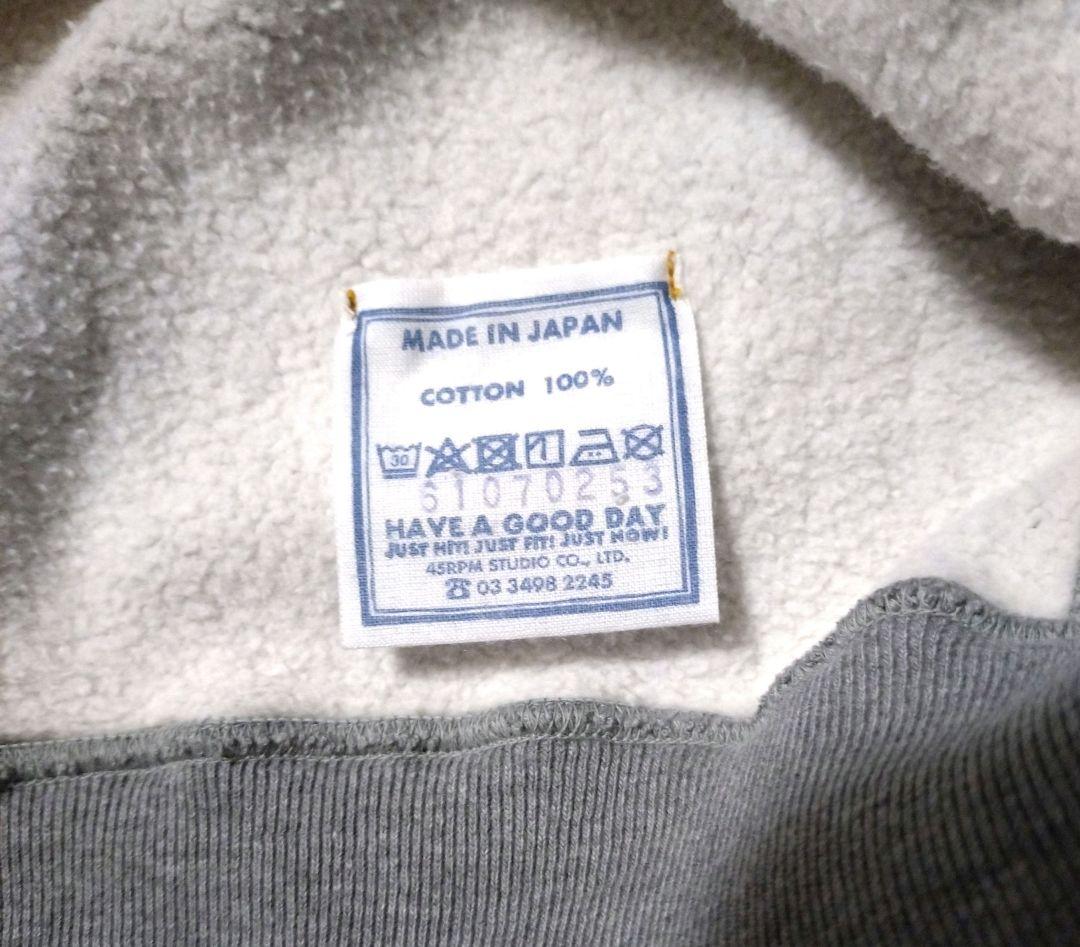 MADE IN JAPAN
COTTON 100%
30
61070253
HAVE A GOOD DAY
JUST HIT! JUST FIT! JUST NOW!
45RPM STUDIO CO., LTD.
☎ 03 3498 2245